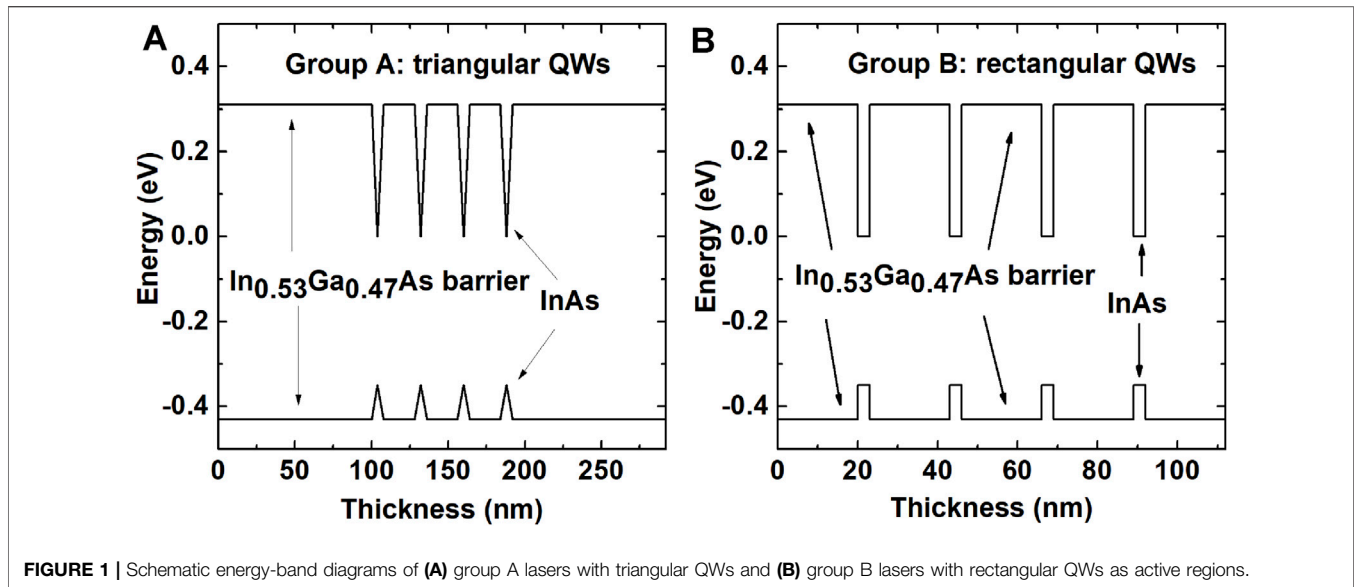 A
Group A: triangular QWs
0.4
0.2
0.0
-0.2
-0.4
Energy (eV)
In0.53Ga0.47As barrier
InAs
0 50 100 150 200 250
Thickness (nm)
B
Group B: rectangular QWs
0.4
0.2
0.0
-0.2
-0.4
Energy (eV)
In0.53Ga0.47As barrier
InAs
0 20 40 60 80 100
Thickness (nm)
FIGURE 1 | Schematic energy-band diagrams of (A) group A lasers with triangular QWs and (B) group B lasers with rectangular QWs as active regions.